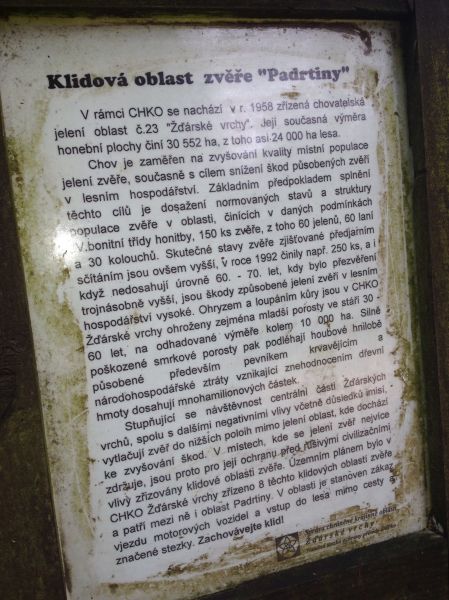 Klidová oblast zvěře "Padrtiny"
V rámci CHKO se nachází v r. 1958 zřízená chovatelská
jelení oblast č.23 "Žďárské vrchy". Její současná výměra
honební plochy činí 30 552 ha, z toho asi 24 000 ha lesa.
Chov je zaměřen na zvyšování kvality místní populace
jelení zvěře, současně s cílem snížení škod působených zvěří
v lesním hospodářství. Základním předpokladem splnění
těchto cílů je dosažení normovaných stavů a struktury
populace zvěře v oblasti, činících v daných podmínkách
V.bonitní třídy honitby, 150 ks zvěře, z toho 60 jelenů, 60 laní
a 30 kolouchů. Skutečné stavy zvěře zjišťované předjarním
sčítáním jsou ovšem vyšší, v roce 1992 činily např. 250 ks, a i
když nedosahují úrovně 60. - 70. let, kdy bylo přezvěření
trojnásobně vyšší, jsou škody způsobené jelení zvěří v lesním
hospodářství vysoké. Ohryzem a loupáním kůry jsou v CHKO
Žďárské vrchy ohroženy zejména mladší porosty ve stáří 30 -
60 let, na odhadované výměře kolem 10 000 ha. Silně
poškozené smrkové porosty pak podléhají houbové hnilobě
působené především pevníkem krvavějícím a
národohospodářské ztráty vznikající znehodnocením dřevní
hmoty dosahují mnohamilionových částek.
Stupňující se návštěvnost centrální části Žďárských
vrchů, spolu s dalšími negativními vlivy včetně důsledků imisí,
vytlačují zvěř do nižších poloih mimo jelení oblast, kde dochází
ke zvyšování škod. V místech, kde se jelení zvěř nejvíce
zdržuje, jsou proto pro její ochranu před rušivými civilizačními
vlivy zřizovány klidové oblasti zvěře. Územním plánem bylo v
CHKO Žďárské vrchy zřízeno 8 těchto klidových oblastí zvěře
a patří mezi ně i oblast Padrtiny. V oblasti je stanoven zákaz
vjezdu motorových vozidel a vstup do lesa mimo cesty a
značené stezky. Zachovávejte klid!
Správa chráněné krajinné oblasti
Žďárské vrchy